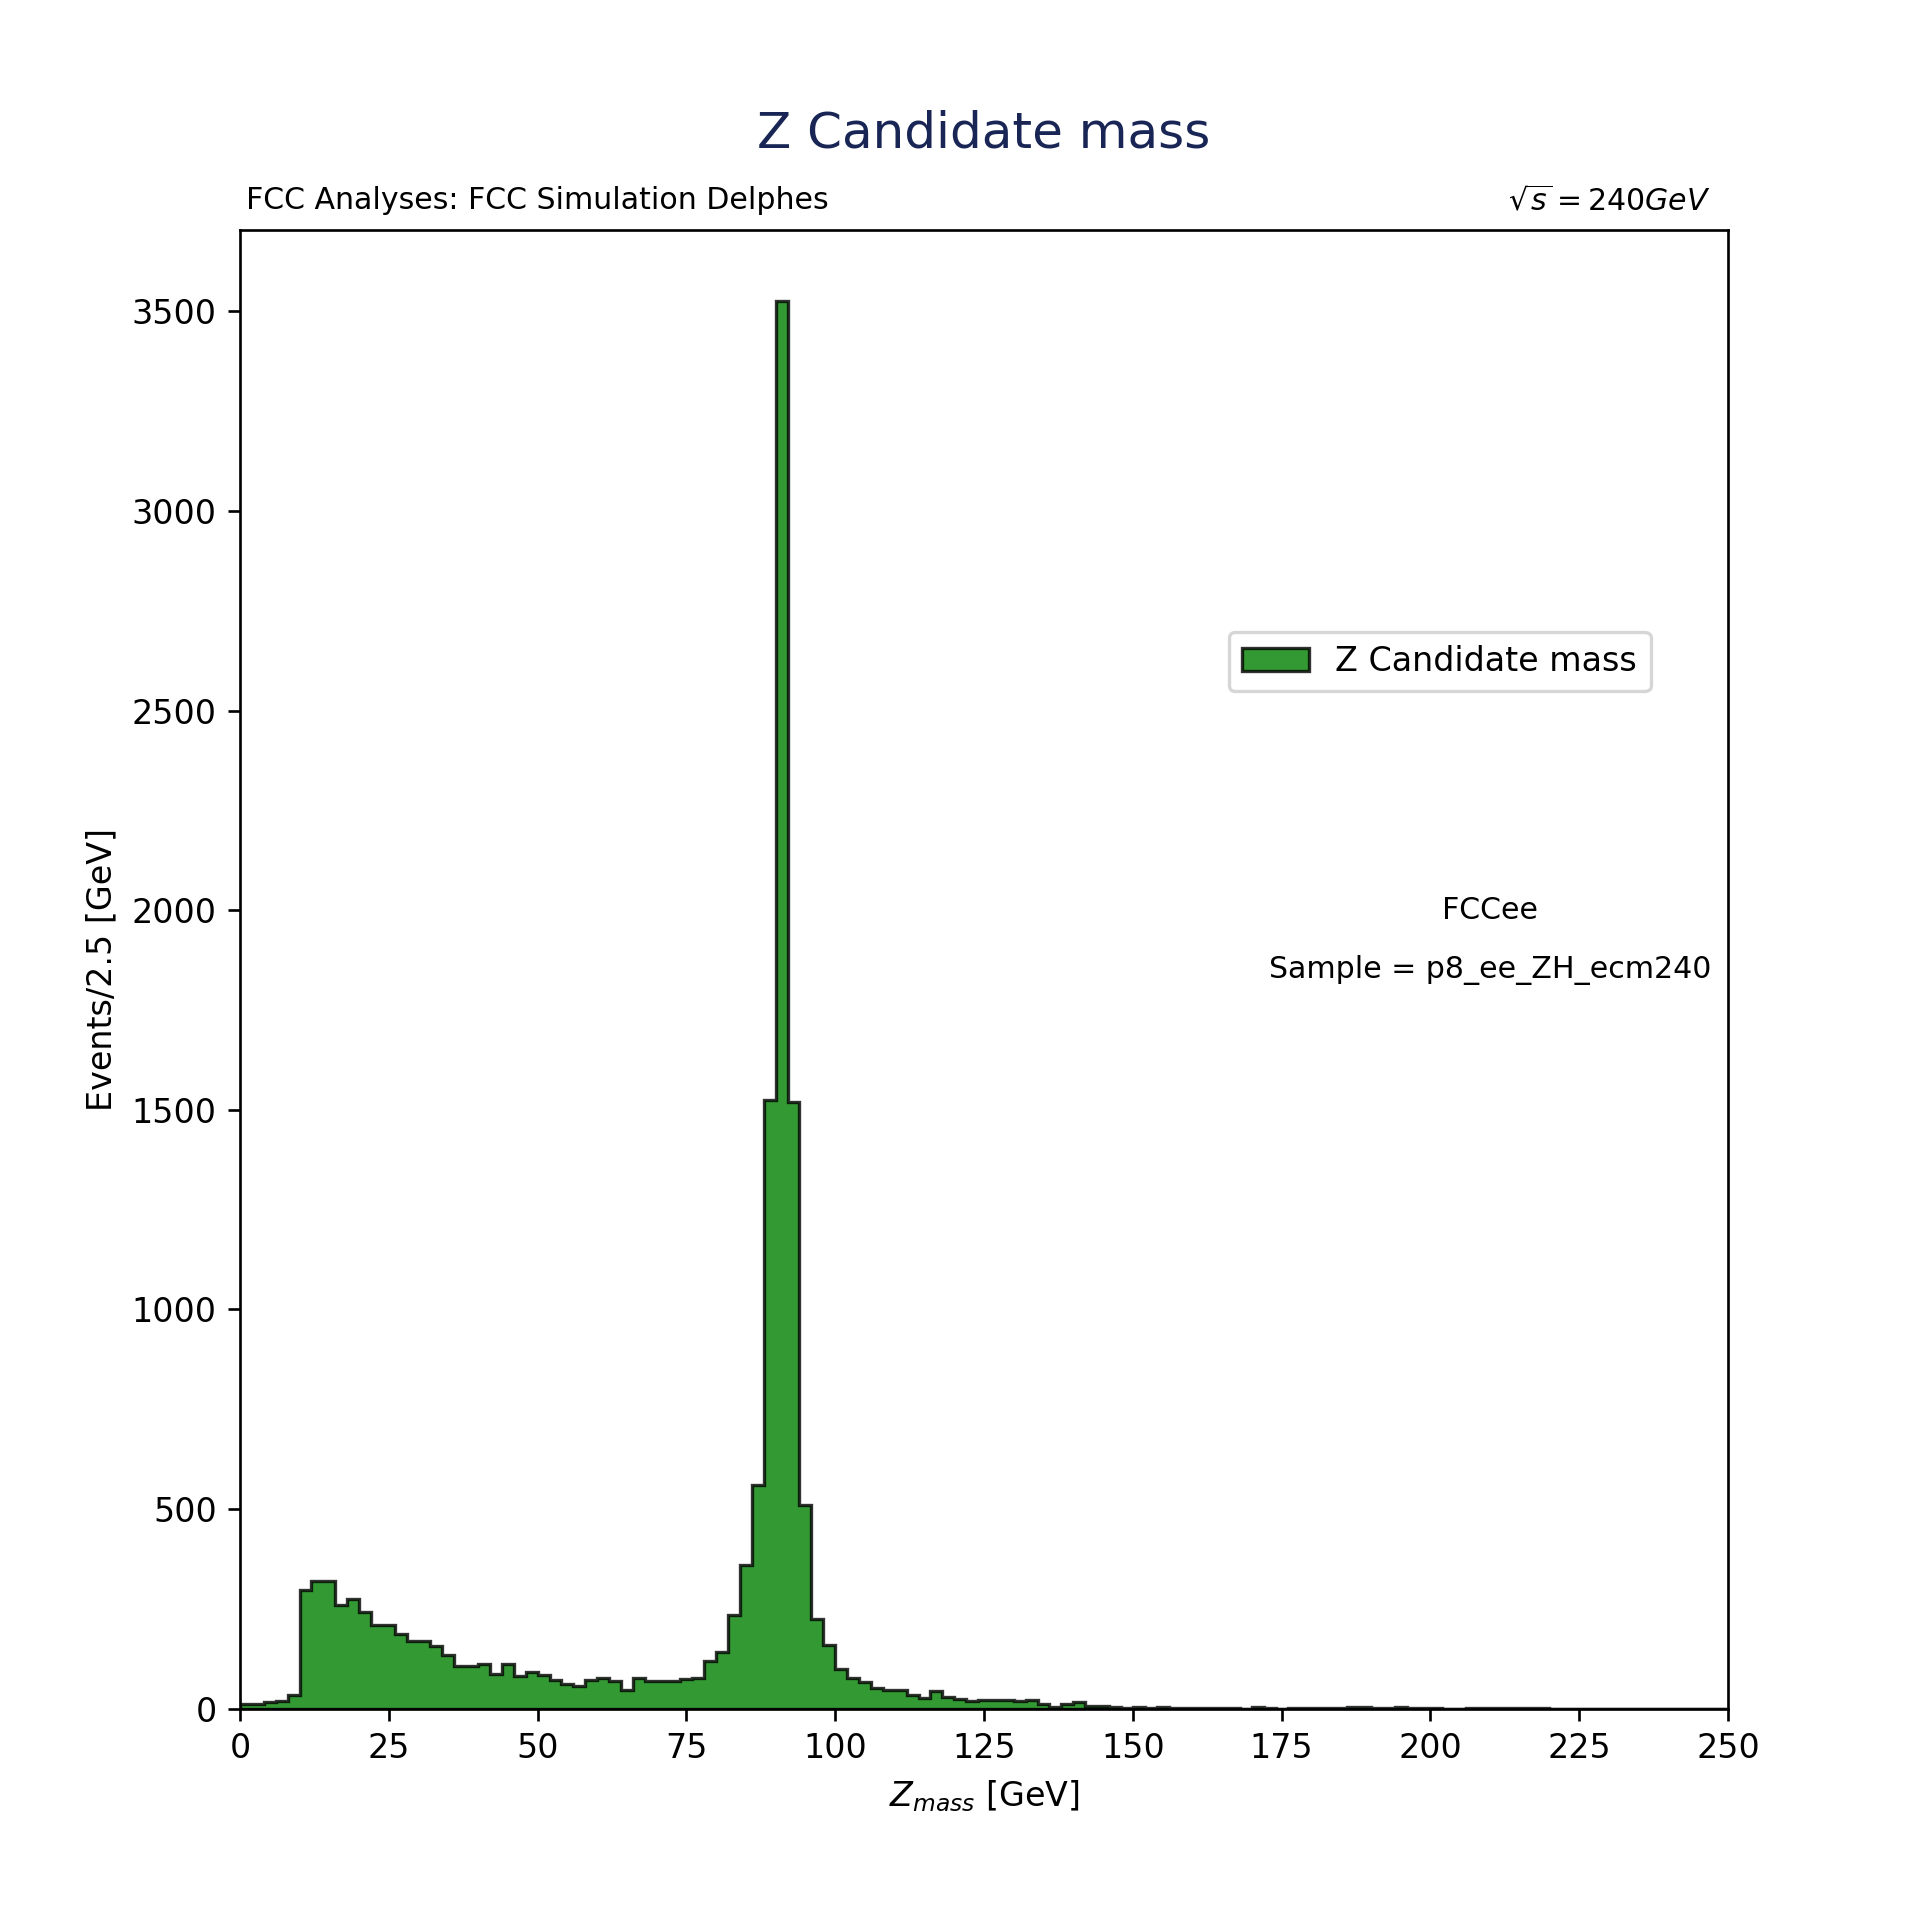 Z Candidate mass
FCC Analyses: FCC Simulation Delphes
√s = 240GeV
3500
3000
2500
2000
1500
1000
500
0
Events/2.5 [GeV]
Z Candidate mass
FCCee
Sample = p8_ee_ZH_ecm240
0 25 50 75 100 125 150 175 200 225 250
Z_mass [GeV]